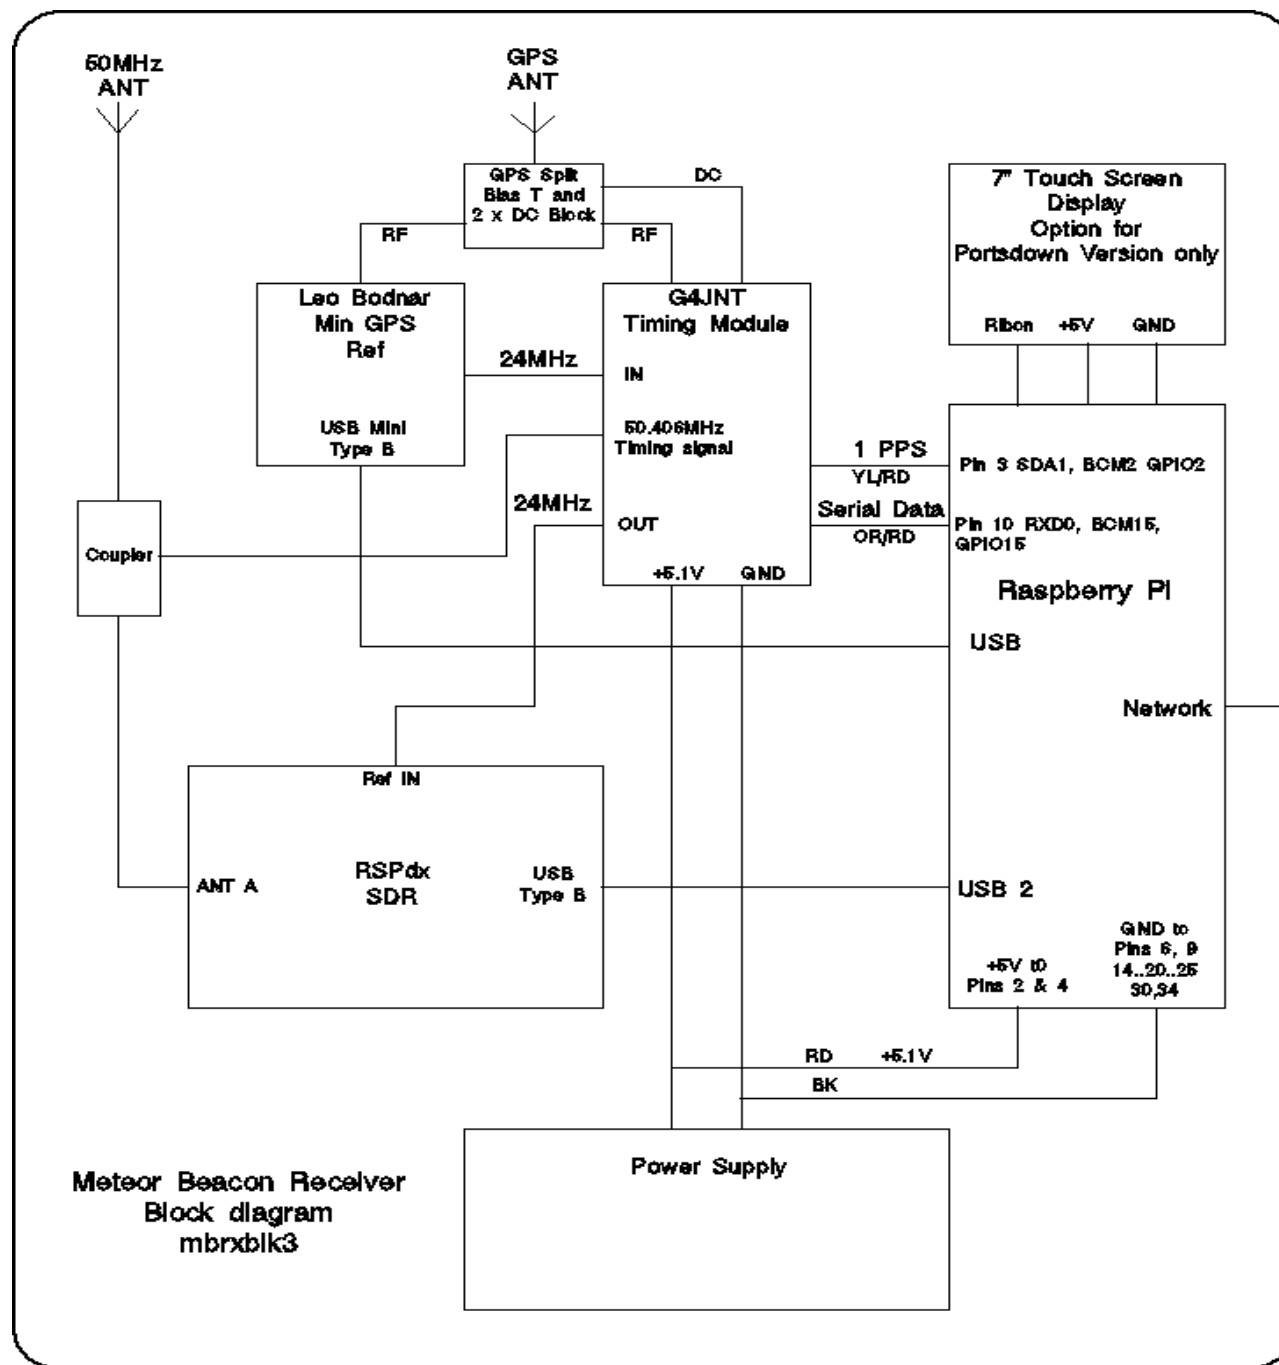 50MHz
ANT
GPS
ANT
GPS Split
Bias T and
2 x DC Block
DC
RF
RF
7" Touch Screen
Display
Option for
Portsdown Version only
Ribon +5V GND
Leo Bodnar
Min GPS
Ref
USB Mini
Type B
24MHz
G4JNT
Timing Module
IN
50.406MHz
Timing signal
24MHz
OUT
+5.1V GND
1 PPS
YL/RD
Serial Data
OR/RD
Pin 3 SDA1, BCM2 GPIO2
Pin 10 RXD0, BCM15,
GPIO15
Raspberry PI
USB
Network
USB 2
+5V t0
Pins 2 & 4
GND to
Pins 6, 9
14..20..25
30,34
Coupler
Ref IN
ANT A
RSPdx
SDR
USB
Type B
RD +5.1V
BK
Power Supply
Meteor Beacon Receiver
Block diagram
mbrxblk3